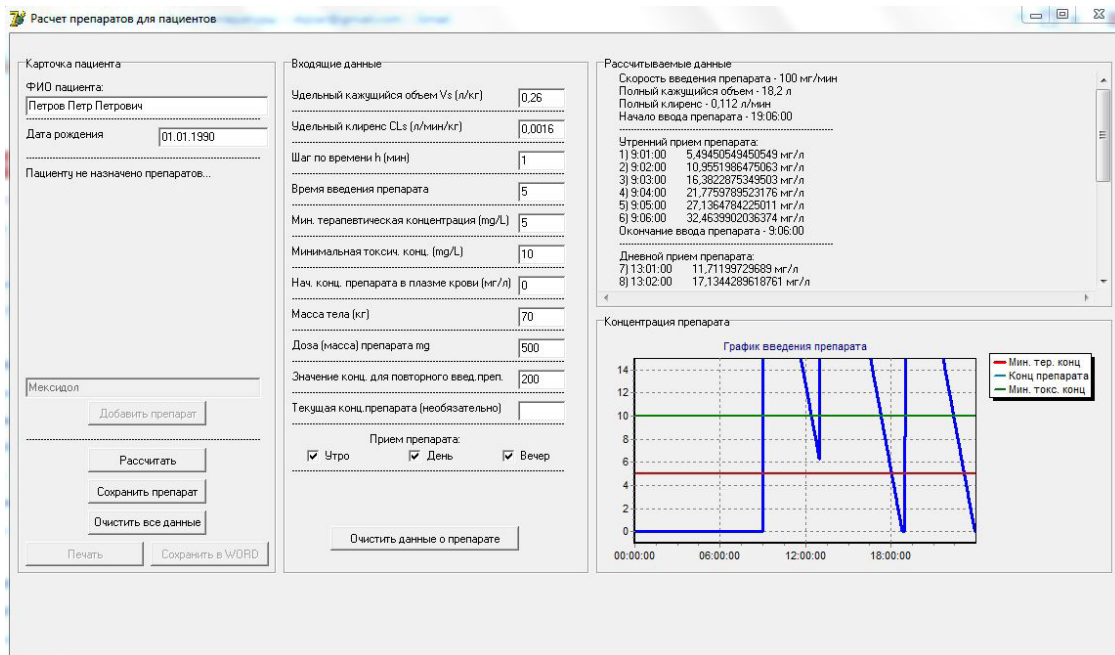 Расчет препаратов для пациентов
Карточка пациента
ФИО пациента:
Петров Петр Петрович
Дата рождения 01.01.1990
Пациенту не назначено препаратов...
Мексидол
Добавить препарат
Рассчитать
Сохранить препарат
Очистить все данные
Печать Сохранить в WORD
Входящие данные
Удельный кажущийся объем Vs (л/кг) 0,26
Удельный клиренс CLs (л/мин/кг) 0,0016
Шаг по времени h (мин) 1
Время введения препарата 5
Мин. терапевтическая концентрация (mg/L) 5
Минимальная токсич. конц. (mg/L) 10
Нач. конц. препарата в плазме крови (мг/л) 0
Масса тела (кг) 70
Доза (масса) препарата mg 500
Значение конц. для повторного введ.преп. 200
Текущая конц.препарата (необязательно)
Прием препарата:
Утро День Вечер
Очистить данные о препарате
Рассчитываемые данные
Скорость введения препарата - 100 мг/мин
Полный кажущийся объем - 18,2 л
Полный клиренс - 0,112 л/мин
Начало ввода препарата - 19:06:00
Утренний прием препарата:
1) 9:01:00 5,49450549450549 мг/л
2) 9:02:00 10,9551986475063 мг/л
3) 9:03:00 16,3822875349503 мг/л
4) 9:04:00 21,7759789523176 мг/л
5) 9:05:00 27,1364784225011 мг/л
6) 9:06:00 32,4639902036374 мг/л
Окончание ввода препарата - 9:06:00
Дневной прием препарата:
7) 13:01:00 11,71199729689 мг/л
8) 13:02:00 17,1344289618761 мг/л
Концентрация препарата
График введения препарата
14
12
10
8
6
4
2
0
00:00:00 06:00:00 12:00:00 18:00:00
Мин. тер. конц
Конц препарата
Мин. токс. конц